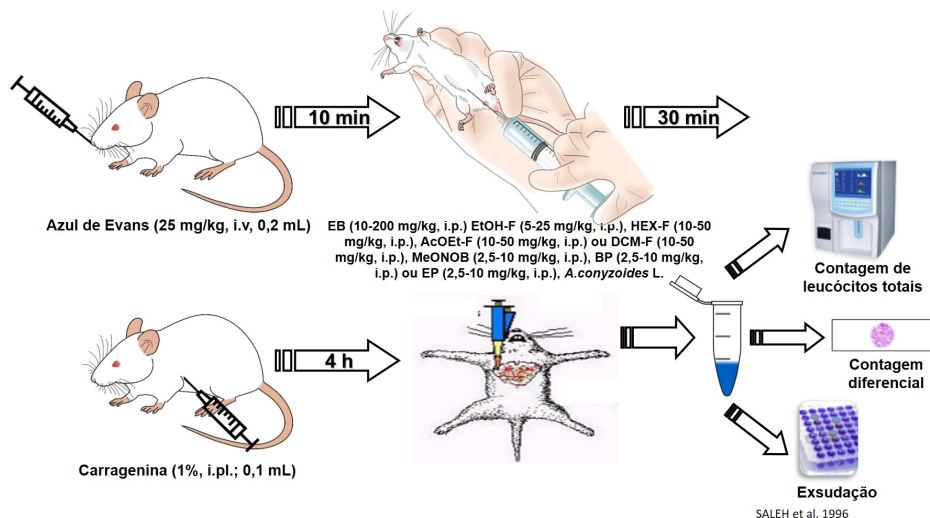 10 min
30 min
Azul de Evans (25 mg/kg, i.v, 0,2 mL)
EB (10-200 mg/kg, i.p.) EtOH-F (5-25 mg/kg, i.p.), HEX-F (10-50
mg/kg, i.p.), AcOEt-F (10-50 mg/kg, i.p.) ou DCM-F (10-50
mg/kg, i.p.), MeONOB (2,5-10 mg/kg, i.p.), BP (2,5-10 mg/kg,
i.p.) ou EP (2,5-10 mg/kg, i.p.), A.conyzoides L.
Contagem de
leucócitos totais
4 h
Contagem
diferencial
Carragenina (1%, i.pl.; 0,1 mL)
Exsudação
SALEH et al. 1996